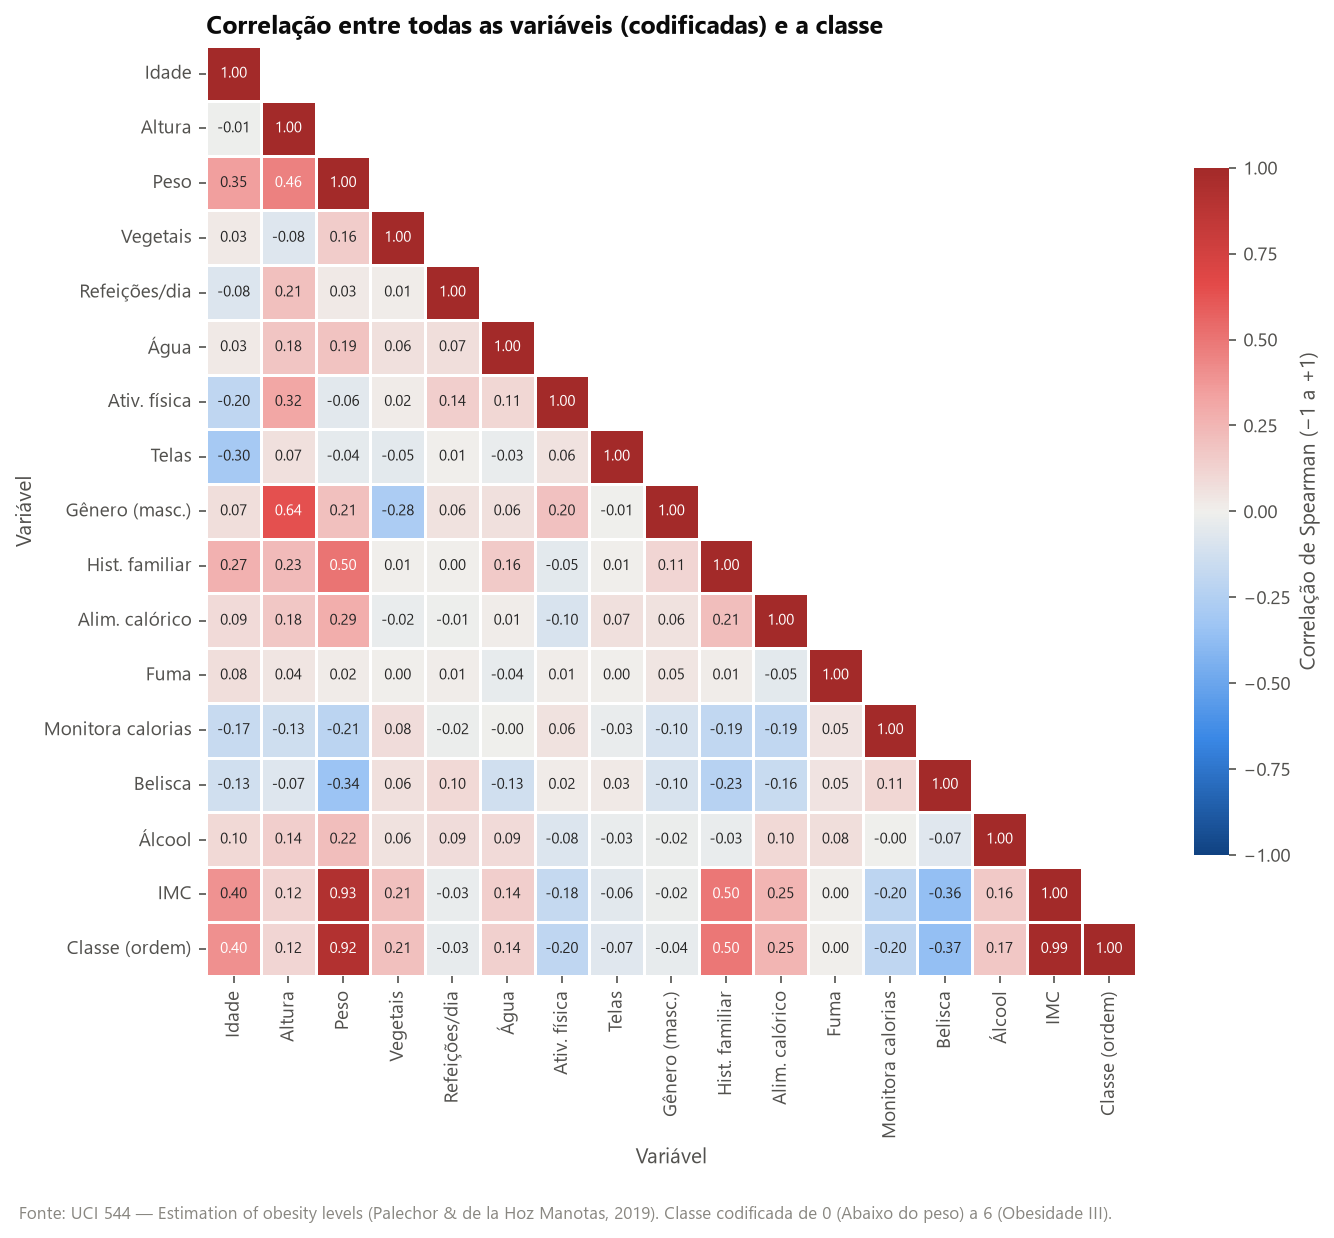 Correlação entre todas as variáveis (codificadas) e a classe
Idade 1.00
Altura -0.01 1.00
Peso 0.35 0.46 1.00
Vegetais 0.03 -0.08 0.16 1.00
Refeições/dia -0.08 0.21 0.03 0.01 1.00
Água 0.03 0.18 0.19 0.06 0.07 1.00
Ativ. física -0.20 0.32 -0.06 0.02 0.14 0.11 1.00
Telas -0.30 0.07 -0.04 -0.05 0.01 -0.03 0.06 1.00
Gênero (masc.) 0.07 0.64 0.21 -0.28 0.06 0.06 0.20 -0.01 1.00
Hist. familiar 0.27 0.23 0.50 0.01 0.00 0.16 -0.05 0.01 0.11 1.00
Alim. calórico 0.09 0.18 0.29 -0.02 -0.01 0.01 -0.10 0.07 0.06 0.21 1.00
Fuma 0.08 0.04 0.02 0.00 0.01 -0.04 0.01 0.00 0.05 0.01 -0.05 1.00
Monitora calorias -0.17 -0.13 -0.21 0.08 -0.02 -0.00 0.06 -0.03 -0.10 -0.19 -0.19 0.05 1.00
Belisca -0.13 -0.07 -0.34 0.06 0.10 -0.13 0.02 0.03 -0.10 -0.23 -0.16 0.05 0.11 1.00
Álcool 0.10 0.14 0.22 0.06 0.09 0.09 -0.08 -0.03 -0.02 -0.03 0.10 0.08 -0.00 -0.07 1.00
IMC 0.40 0.12 0.93 0.21 -0.03 0.14 -0.18 -0.06 -0.02 0.50 0.25 0.00 -0.20 -0.36 0.16 1.00
Classe (ordem) 0.40 0.12 0.92 0.21 -0.03 0.14 -0.20 -0.07 -0.04 0.50 0.25 0.00 -0.20 -0.37 0.17 0.99 1.00
Variável
Idade
Altura
Peso
Vegetais
Refeições/dia
Água
Ativ. física
Telas
Gênero (masc.)
Hist. familiar
Alim. calórico
Fuma
Monitora calorias
Belisca
Álcool
IMC
Classe (ordem)
Variável
1.00
0.75
0.50
0.25
0.00
−0.25
−0.50
−0.75
−1.00
Correlação de Spearman (−1 a +1)
Fonte: UCI 544 — Estimation of obesity levels (Palechor & de la Hoz Manotas, 2019). Classe codificada de 0 (Abaixo do peso) a 6 (Obesidade III).